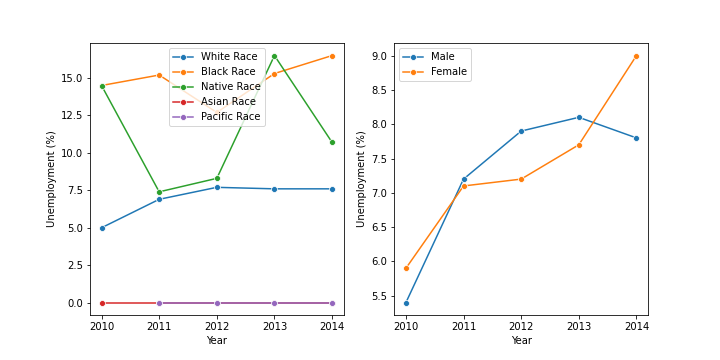 White Race
Black Race
Native Race
Asian Race
Pacific Race
15.0
12.5
10.0
7.5
5.0
2.5
0.0
Unemployment (%)
2010 2011 2012 2013 2014
Year
Male
Female
9.0
8.5
8.0
7.5
7.0
6.5
6.0
5.5
Unemployment (%)
2010 2011 2012 2013 2014
Year